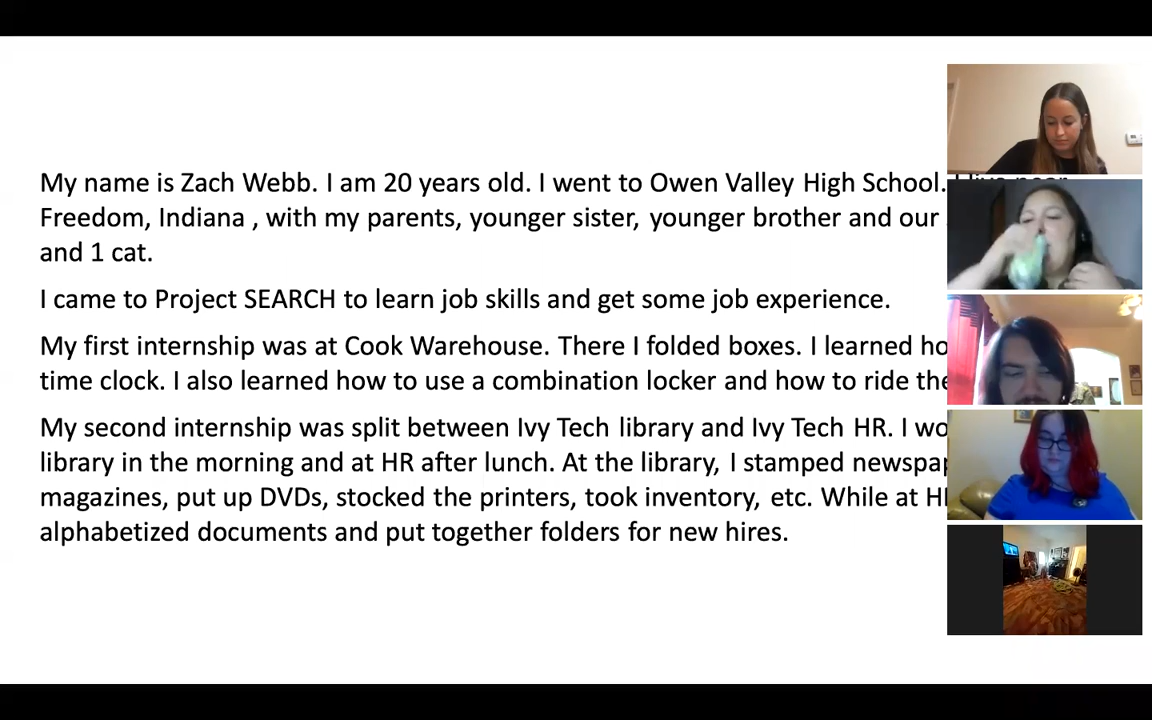 My name is Zach Webb. I am 20 years old. I went to Owen Valley High School. I live near
Freedom, Indiana , with my parents, younger sister, younger brother and our
and 1 cat.
I came to Project SEARCH to learn job skills and get some job experience.
My first internship was at Cook Warehouse. There I folded boxes. I learned
time clock. I also learned how to use a combination locker and how to ride
My second internship was split between Ivy Tech library and Ivy Tech HR. I
library in the morning and at HR after lunch. At the library, I stamped
magazines, put up DVDs, stocked the printers, took inventory, etc. While at
alphabetized documents and put together folders for new hires.